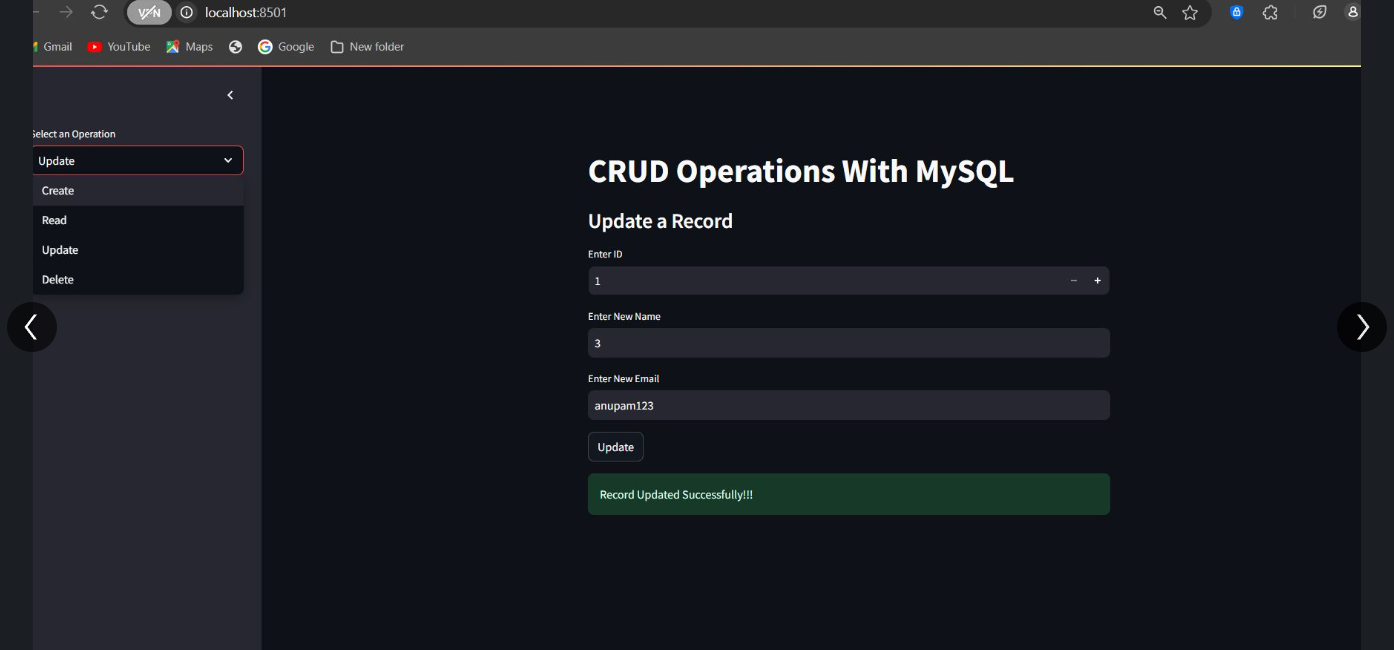 VPN localhost:8501
Gmail YouTube Maps Google New folder
Select an Operation
Update
Create
Read
Update
Delete
CRUD Operations With MySQL
Update a Record
Enter ID
1 − +
Enter New Name
3
Enter New Email
anupam123
Update
Record Updated Successfully!!!